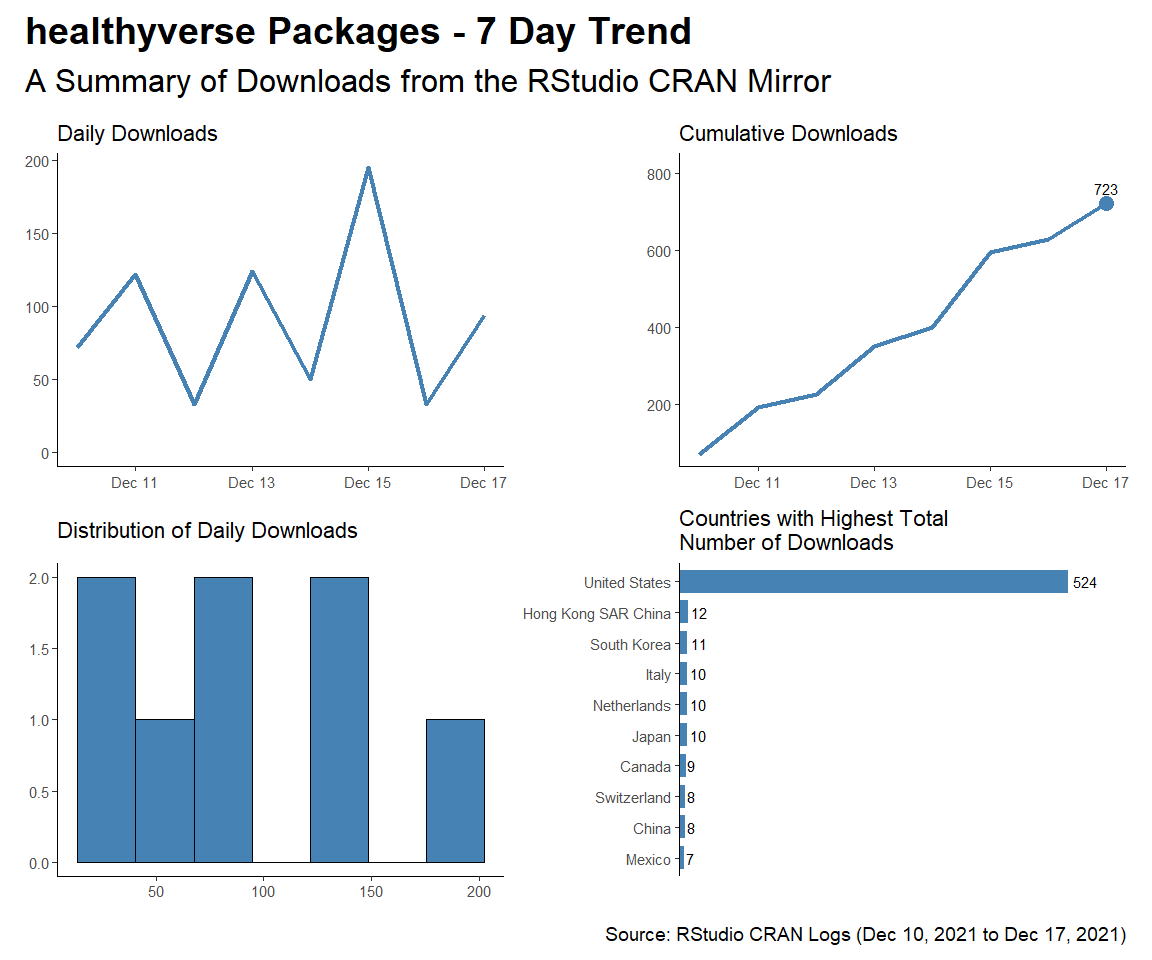 healthyverse Packages - 7 Day Trend
A Summary of Downloads from the RStudio CRAN Mirror
Daily Downloads
200
150
100
50
0
Dec 11 Dec 13 Dec 15 Dec 17
Cumulative Downloads
800
600
400
200
723
Dec 11 Dec 13 Dec 15 Dec 17
Distribution of Daily Downloads
2.0
1.5
1.0
0.5
0.0
50 100 150 200
Countries with Highest Total
Number of Downloads
United States 524
Hong Kong SAR China 12
South Korea 11
Italy 10
Netherlands 10
Japan 10
Canada 9
Switzerland 8
China 8
Mexico 7
Source: RStudio CRAN Logs (Dec 10, 2021 to Dec 17, 2021)